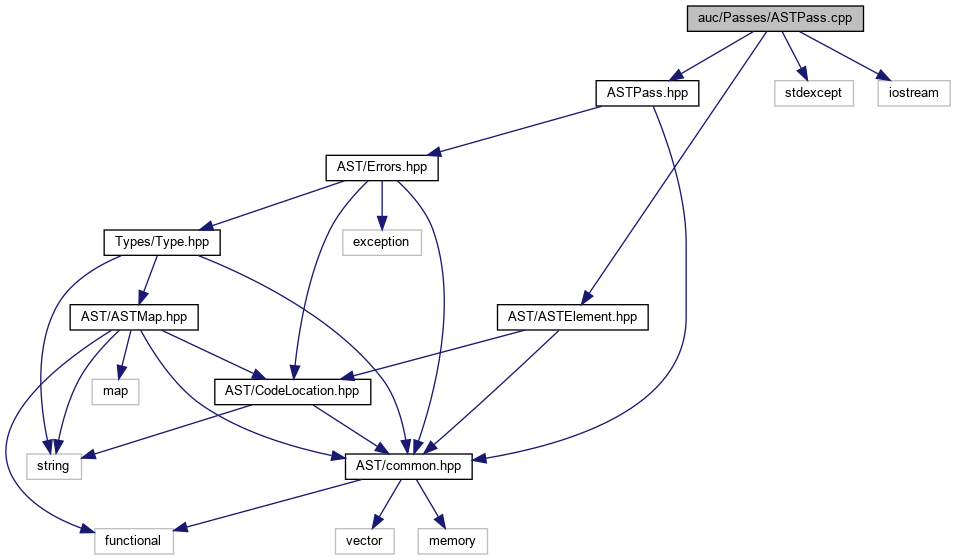 auc/Passes/ASTPass.cpp
ASTPass.hpp
stdexcept
iostream
AST/Errors.hpp
Types/Type.hpp
exception
AST/ASTMap.hpp
AST/ASTElement.hpp
map
AST/CodeLocation.hpp
string
AST/common.hpp
functional
vector
memory